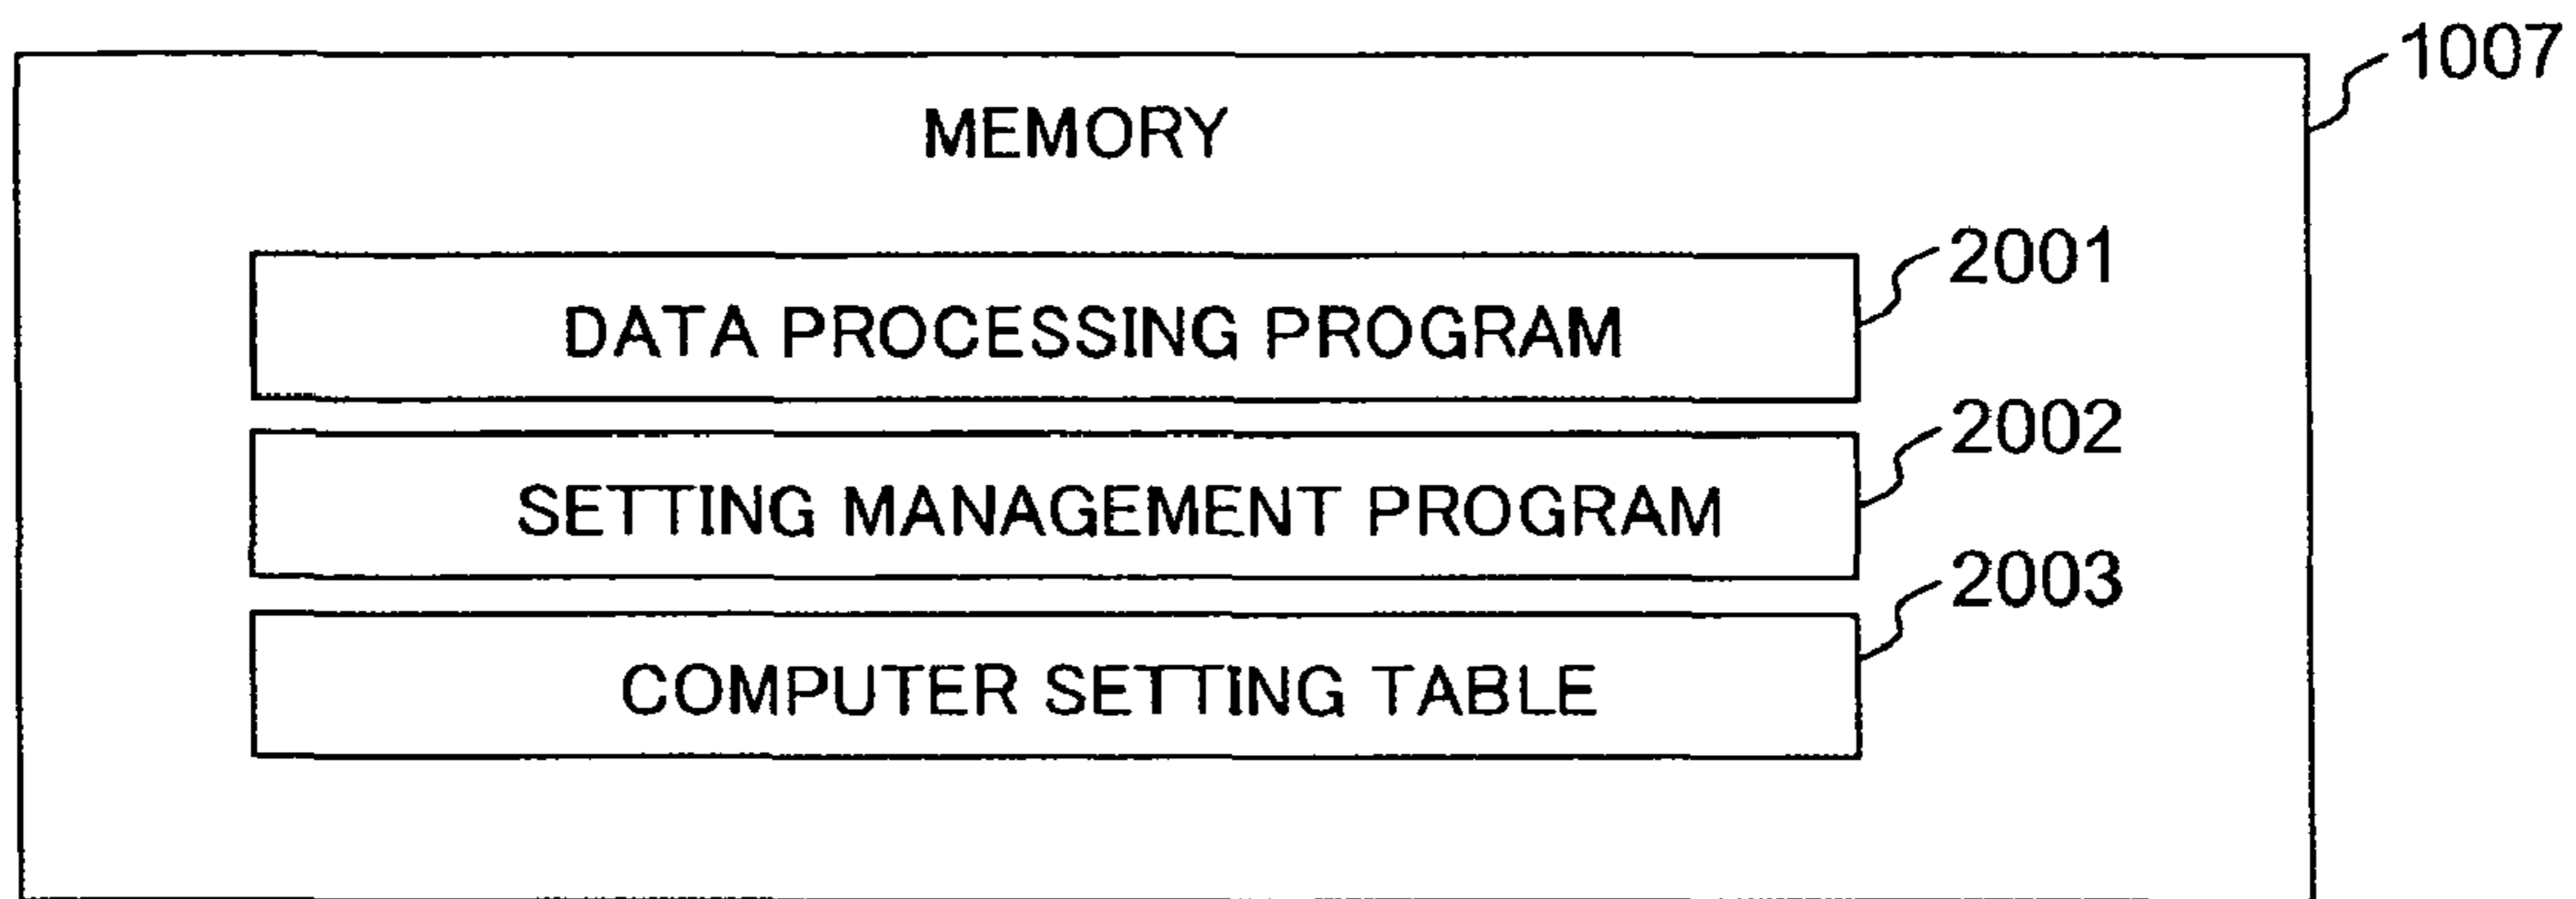 1007
MEMORY
2001
DATA PROCESSING PROGRAM
2002
SETTING MANAGEMENT PROGRAM
2003
COMPUTER SETTING TABLE